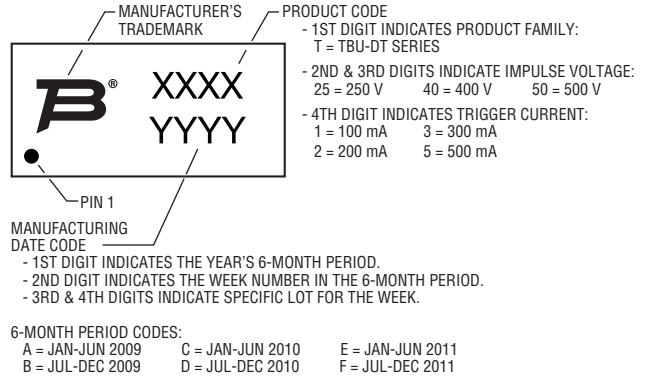 MANUFACTURER'S
TRADEMARK
PRODUCT CODE
- 1ST DIGIT INDICATES PRODUCT FAMILY:
T = TBU-DT SERIES
- 2ND & 3RD DIGITS INDICATE IMPULSE VOLTAGE:
25 = 250 V 40 = 400 V 50 = 500 V
- 4TH DIGIT INDICATES TRIGGER CURRENT:
1 = 100 mA 3 = 300 mA
2 = 200 mA 5 = 500 mA
B®
XXXX
YYYY
PIN 1
MANUFACTURING
DATE CODE
- 1ST DIGIT INDICATES THE YEAR'S 6-MONTH PERIOD.
- 2ND DIGIT INDICATES THE WEEK NUMBER IN THE 6-MONTH PERIOD.
- 3RD & 4TH DIGITS INDICATE SPECIFIC LOT FOR THE WEEK.
6-MONTH PERIOD CODES:
A = JAN-JUN 2009 C = JAN-JUN 2010 E = JAN-JUN 2011
B = JUL-DEC 2009 D = JUL-DEC 2010 F = JUL-DEC 2011